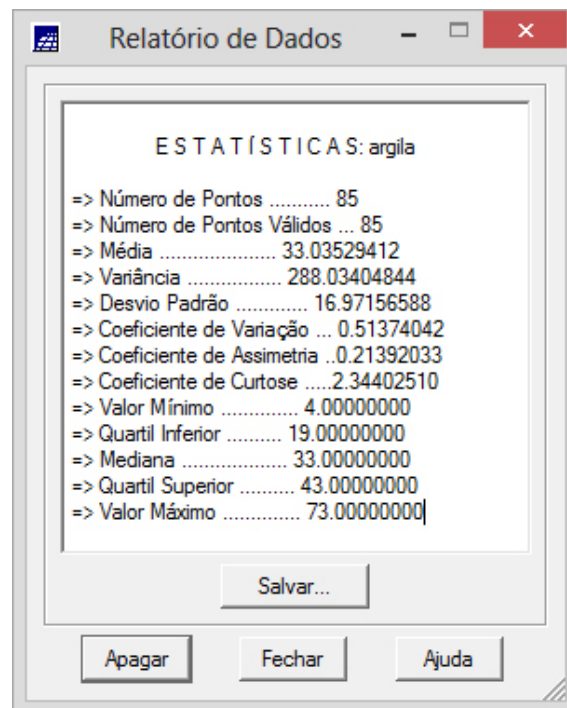 Relatório de Dados
E S T A T Í S T I C A S: argila
=> Número de Pontos ........... 85
=> Número de Pontos Válidos ... 85
=> Média ...................... 33.03529412
=> Variância ................. 288.03404844
=> Desvio Padrão ............. 16.97156588
=> Coeficiente de Variação ... 0.51374042
=> Coeficiente de Assimetria ..0.21392033
=> Coeficiente de Curtose .....2.34402510
=> Valor Mínimo .............. 4.00000000
=> Quartil Inferior .......... 19.00000000
=> Mediana ................... 33.00000000
=> Quartil Superior .......... 43.00000000
=> Valor Máximo .............. 73.00000000
Salvar...
Apagar Fechar Ajuda